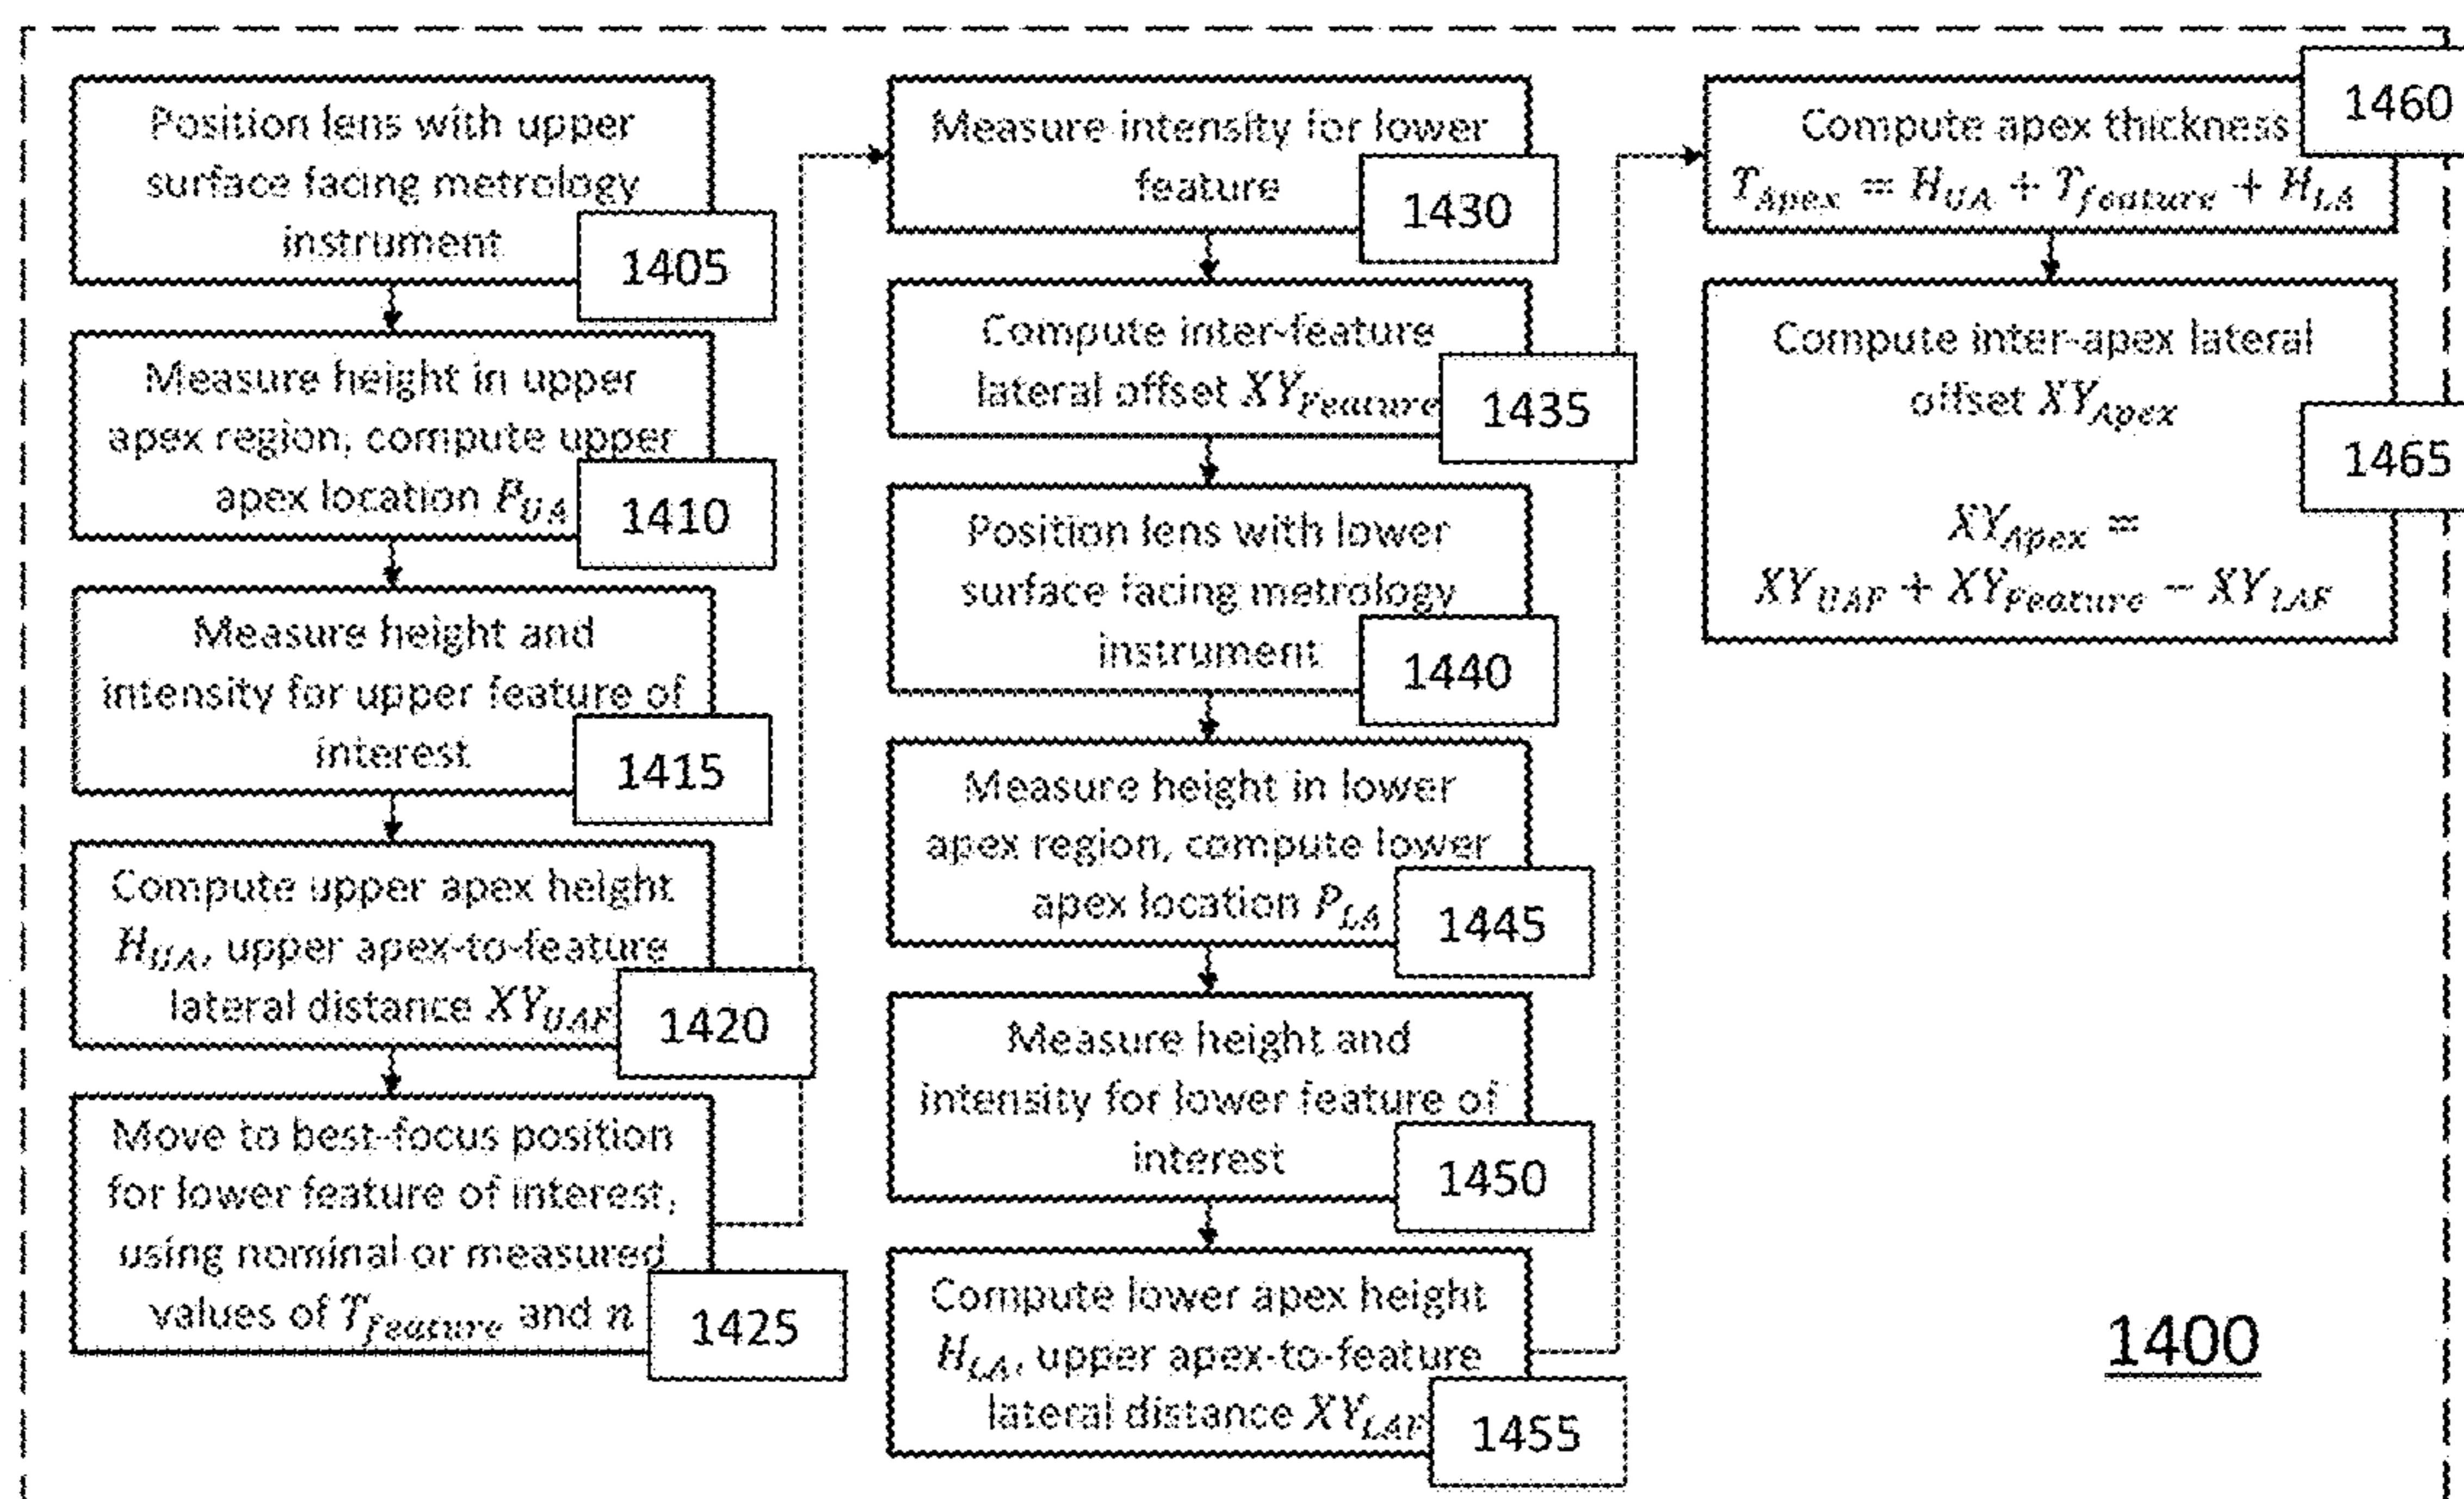 Position lens with upper
surface facing metrology
instrument
1405
Measure height in upper
apex region, compute upper
apex location P_UA
1410
Measure height and
intensity for upper feature of
interest
1415
Compute upper apex height
H_UA, upper apex-to-feature
lateral distance XY_UAF
1420
Move to best-focus position
for lower feature of interest,
using nominal or measured
values of T_feature and n
1425
Measure intensity for lower
feature
1430
Compute inter-feature
lateral offset XY_Feature
1435
Position lens with lower
surface facing metrology
instrument
1440
Measure height in lower
apex region, compute lower
apex location P_LA
1445
Measure height and
intensity for lower feature of
interest
1450
Compute lower apex height
H_LA, upper apex-to-feature
lateral distance XY_LAF
1455
Compute apex thickness
T_Apex = H_UA + T_feature + H_LA
1460
Compute inter-apex lateral
offset XY_Apex
XY_Apex =
XY_UAF + XY_Feature − XY_LAF
1465
1400